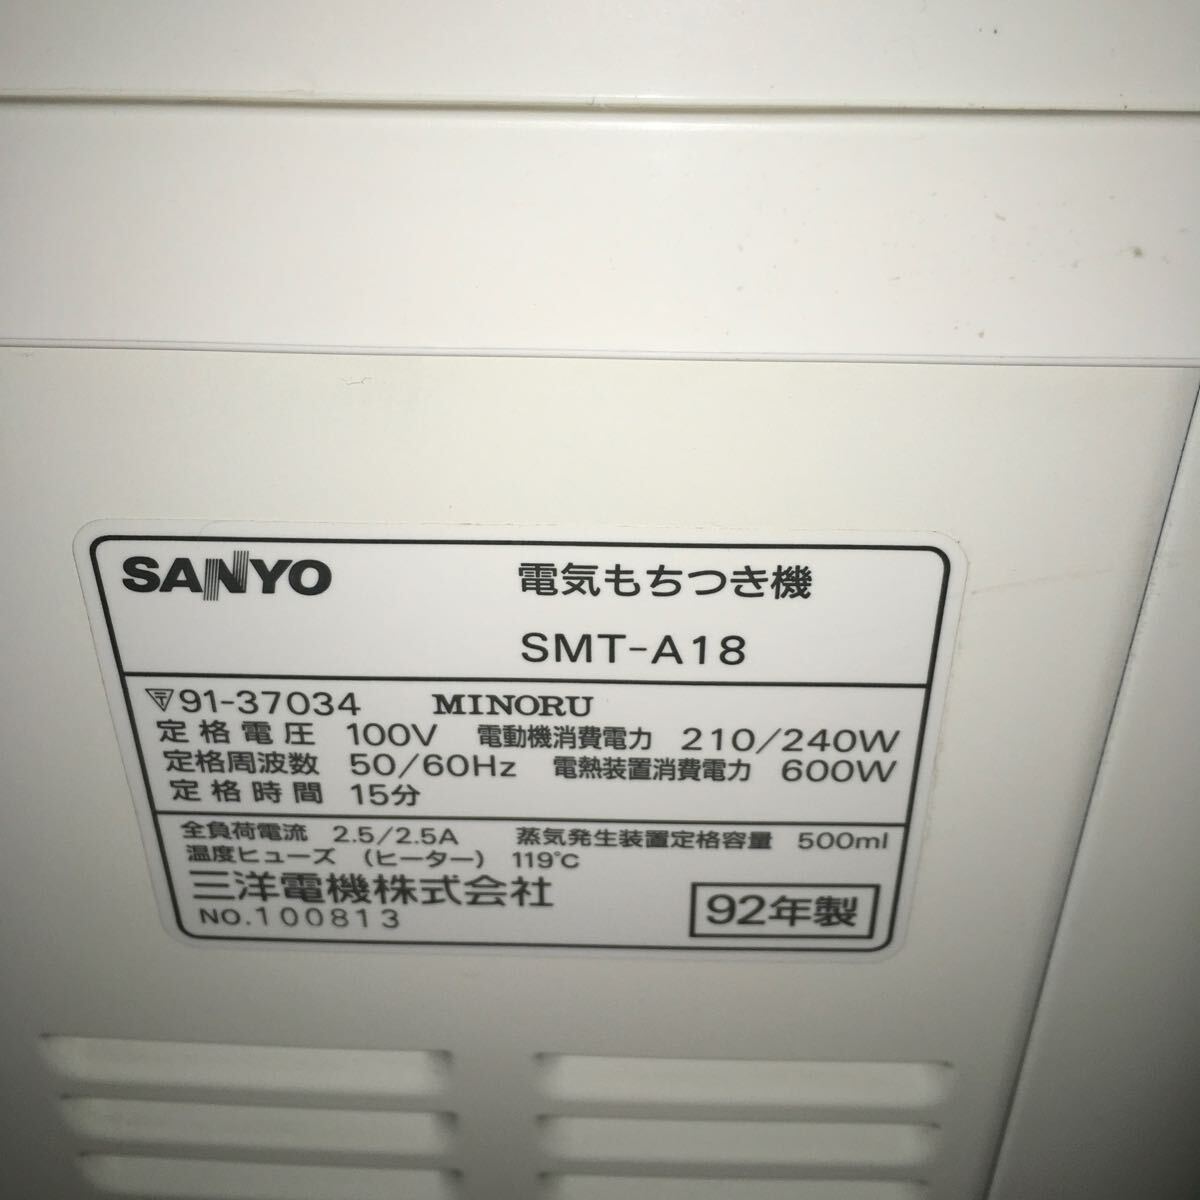 SANYO 電気もちつき機
SMT-A18
〒91-37034 MINORU
定格電圧 100V 電動機消費電力 210/240W
定格周波数 50/60Hz 電熱装置消費電力 600W
定格時間 15分
全負荷電流 2.5/2.5A 蒸気発生装置定格容量 500ml
温度ヒューズ (ヒーター) 119℃
三洋電機株式会社
NO.100813 92年製